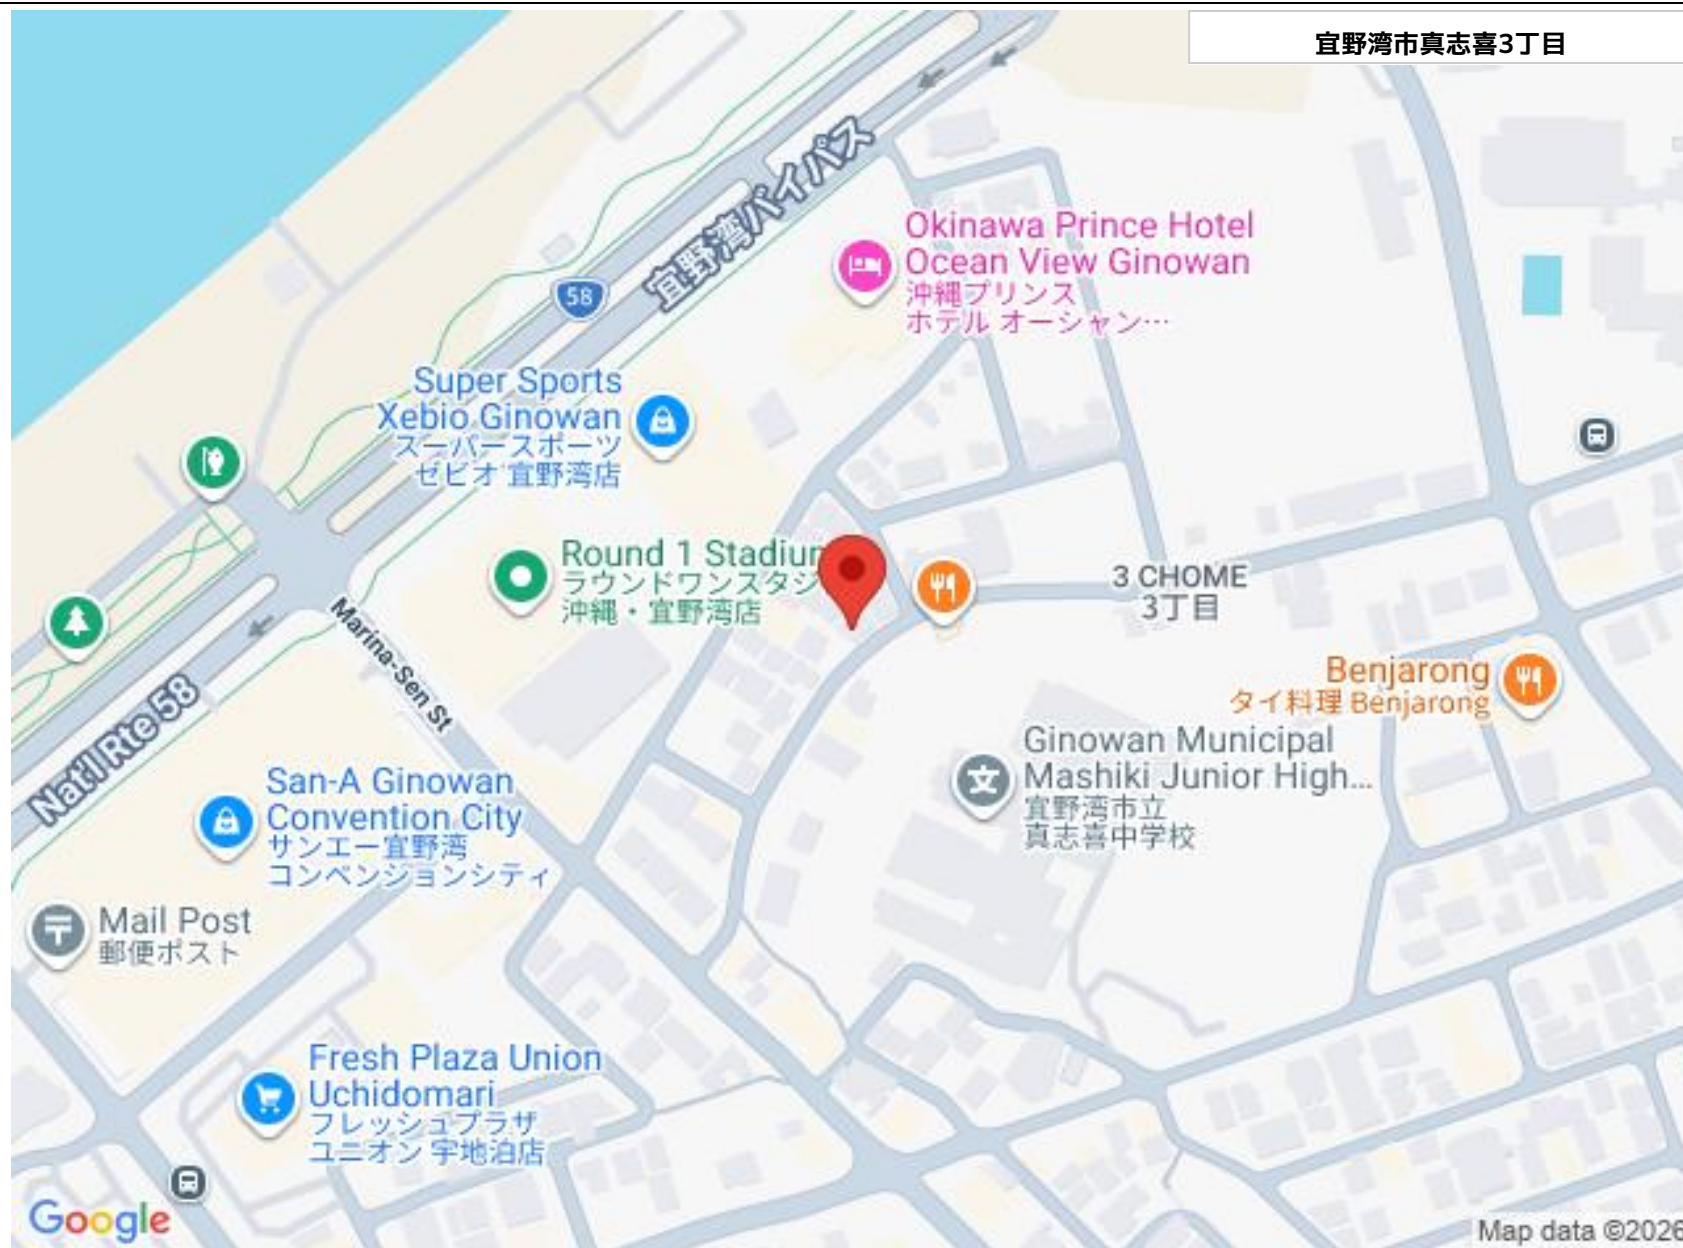 宜野湾市真志喜3丁目
宜野湾バイパス
58
Okinawa Prince Hotel
Ocean View Ginowan
沖縄プリンス
ホテル オーシャン…
Super Sports
Xebio Ginowan
スーパースポーツ
ゼビオ 宜野湾店
Round 1 Stadiu
ラウンドワンスタジ
沖縄・宜野湾店
3 CHOME
3丁目
Marina-Sen St
Nat'l Rte 58
Benjarong
タイ料理 Benjarong
Ginowan Municipal
Mashiki Junior High...
宜野湾市立
真志喜中学校
San-A Ginowan
Convention City
サンエー宜野湾
コンベンションシティ
Mail Post
郵便ポスト
Fresh Plaza Union
Uchidomari
フレッシュプラザ
ユニオン 宇地泊店
Google
Map data ©2026